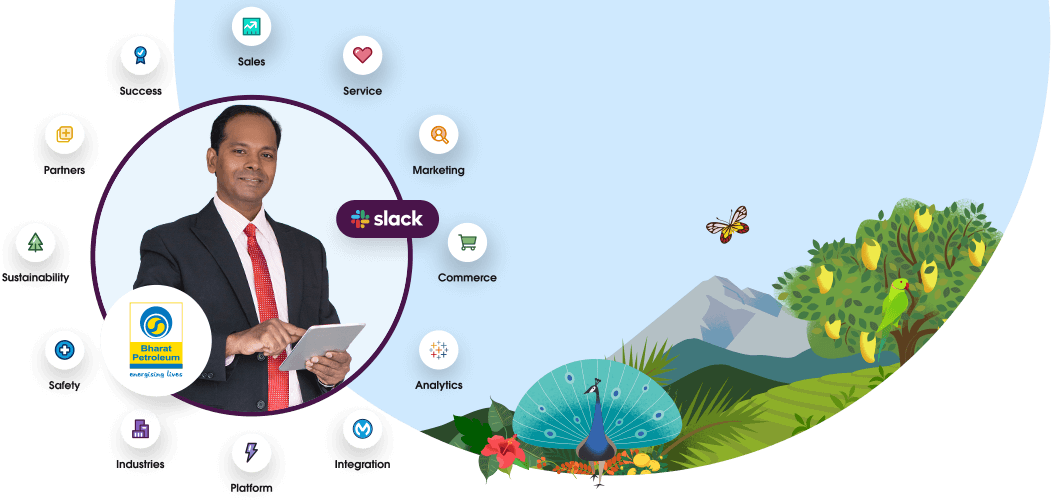 Sales
Success
Service
Partners
Marketing
slack
Sustainability
Commerce
Bharat
Petroleum
energising lives
Safety
Analytics
Industries
Integration
Platform